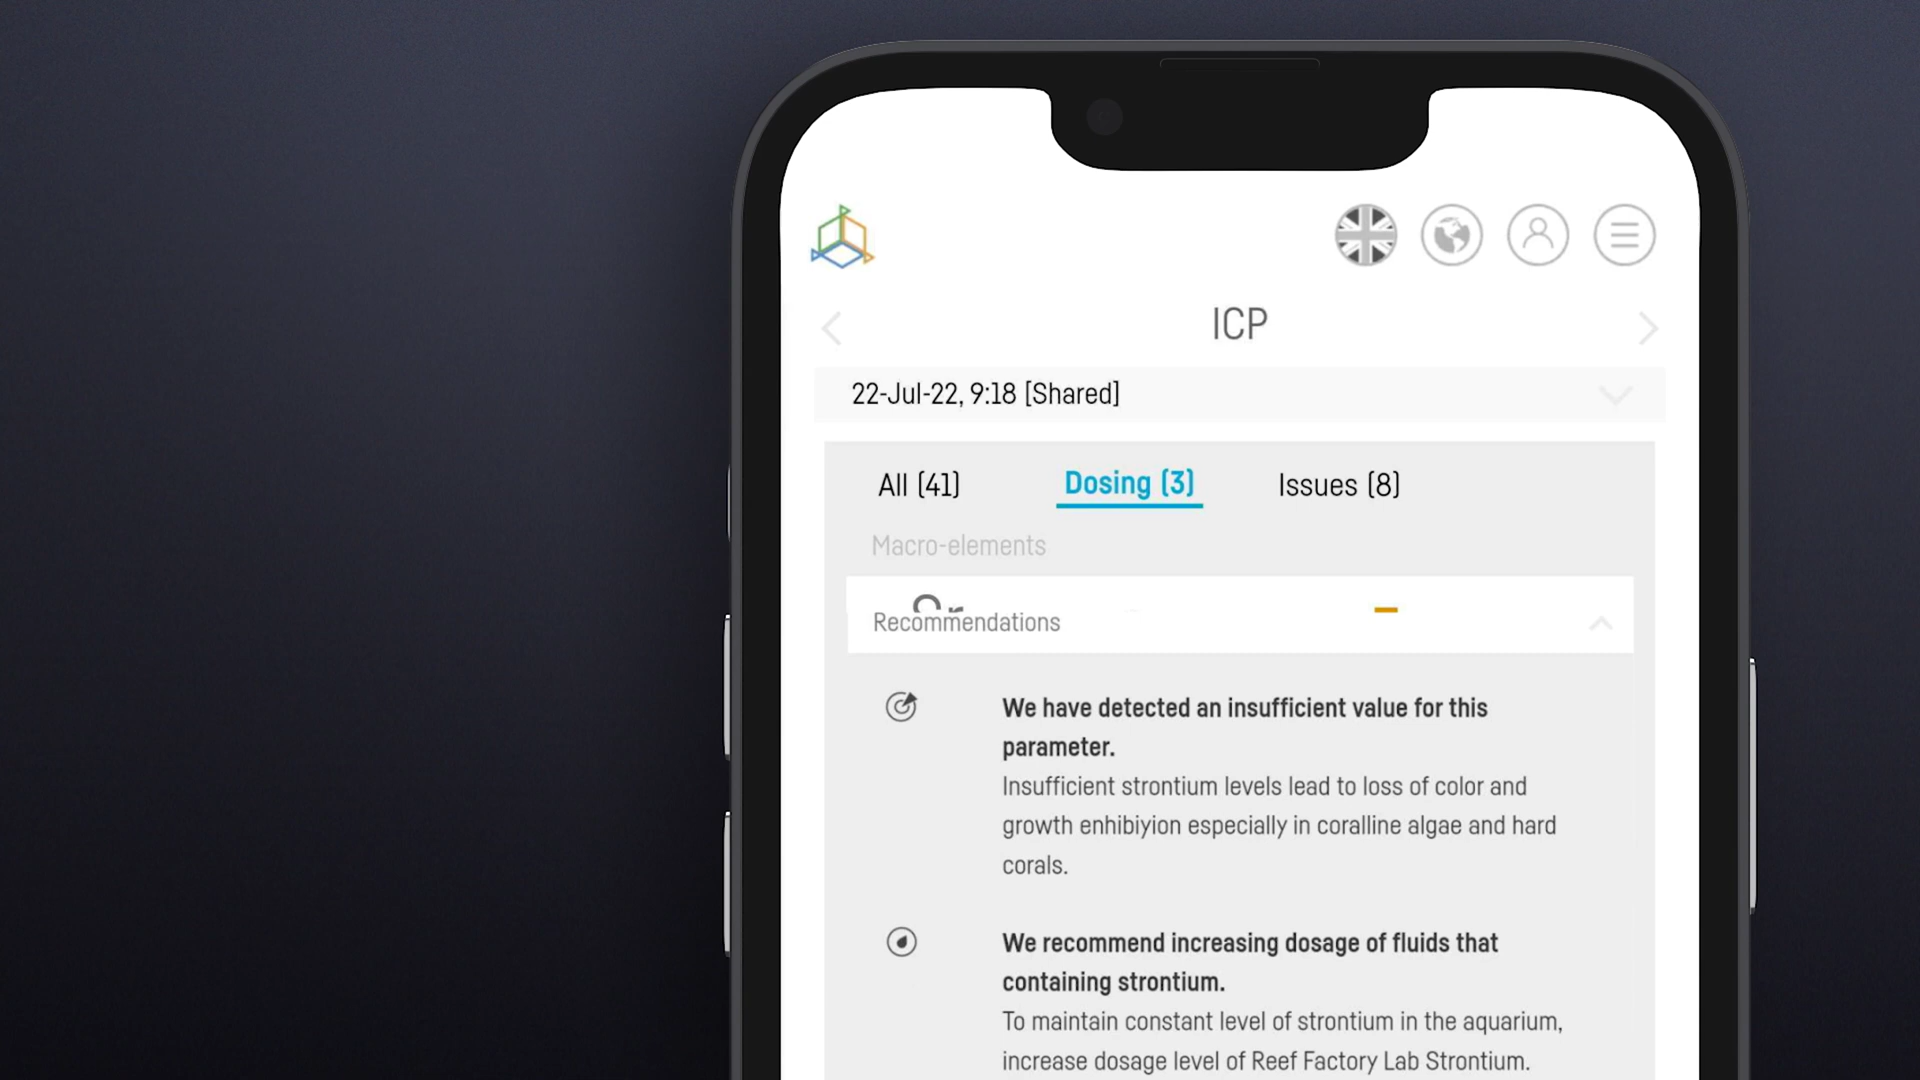 ICP
22-Jul-22, 9:18 [Shared]
All (41)
Dosing (3)
Issues (8)
Macro-elements
Recommendations
We have detected an insufficient value for this
parameter.
Insufficient strontium levels lead to loss of color and
growth enhibiyion especially in coralline algae and hard
corals.
We recommend increasing dosage of fluids that
containing strontium.
To maintain constant level of strontium in the aquarium,
increase dosage level of Reef Factory Lab Strontium.